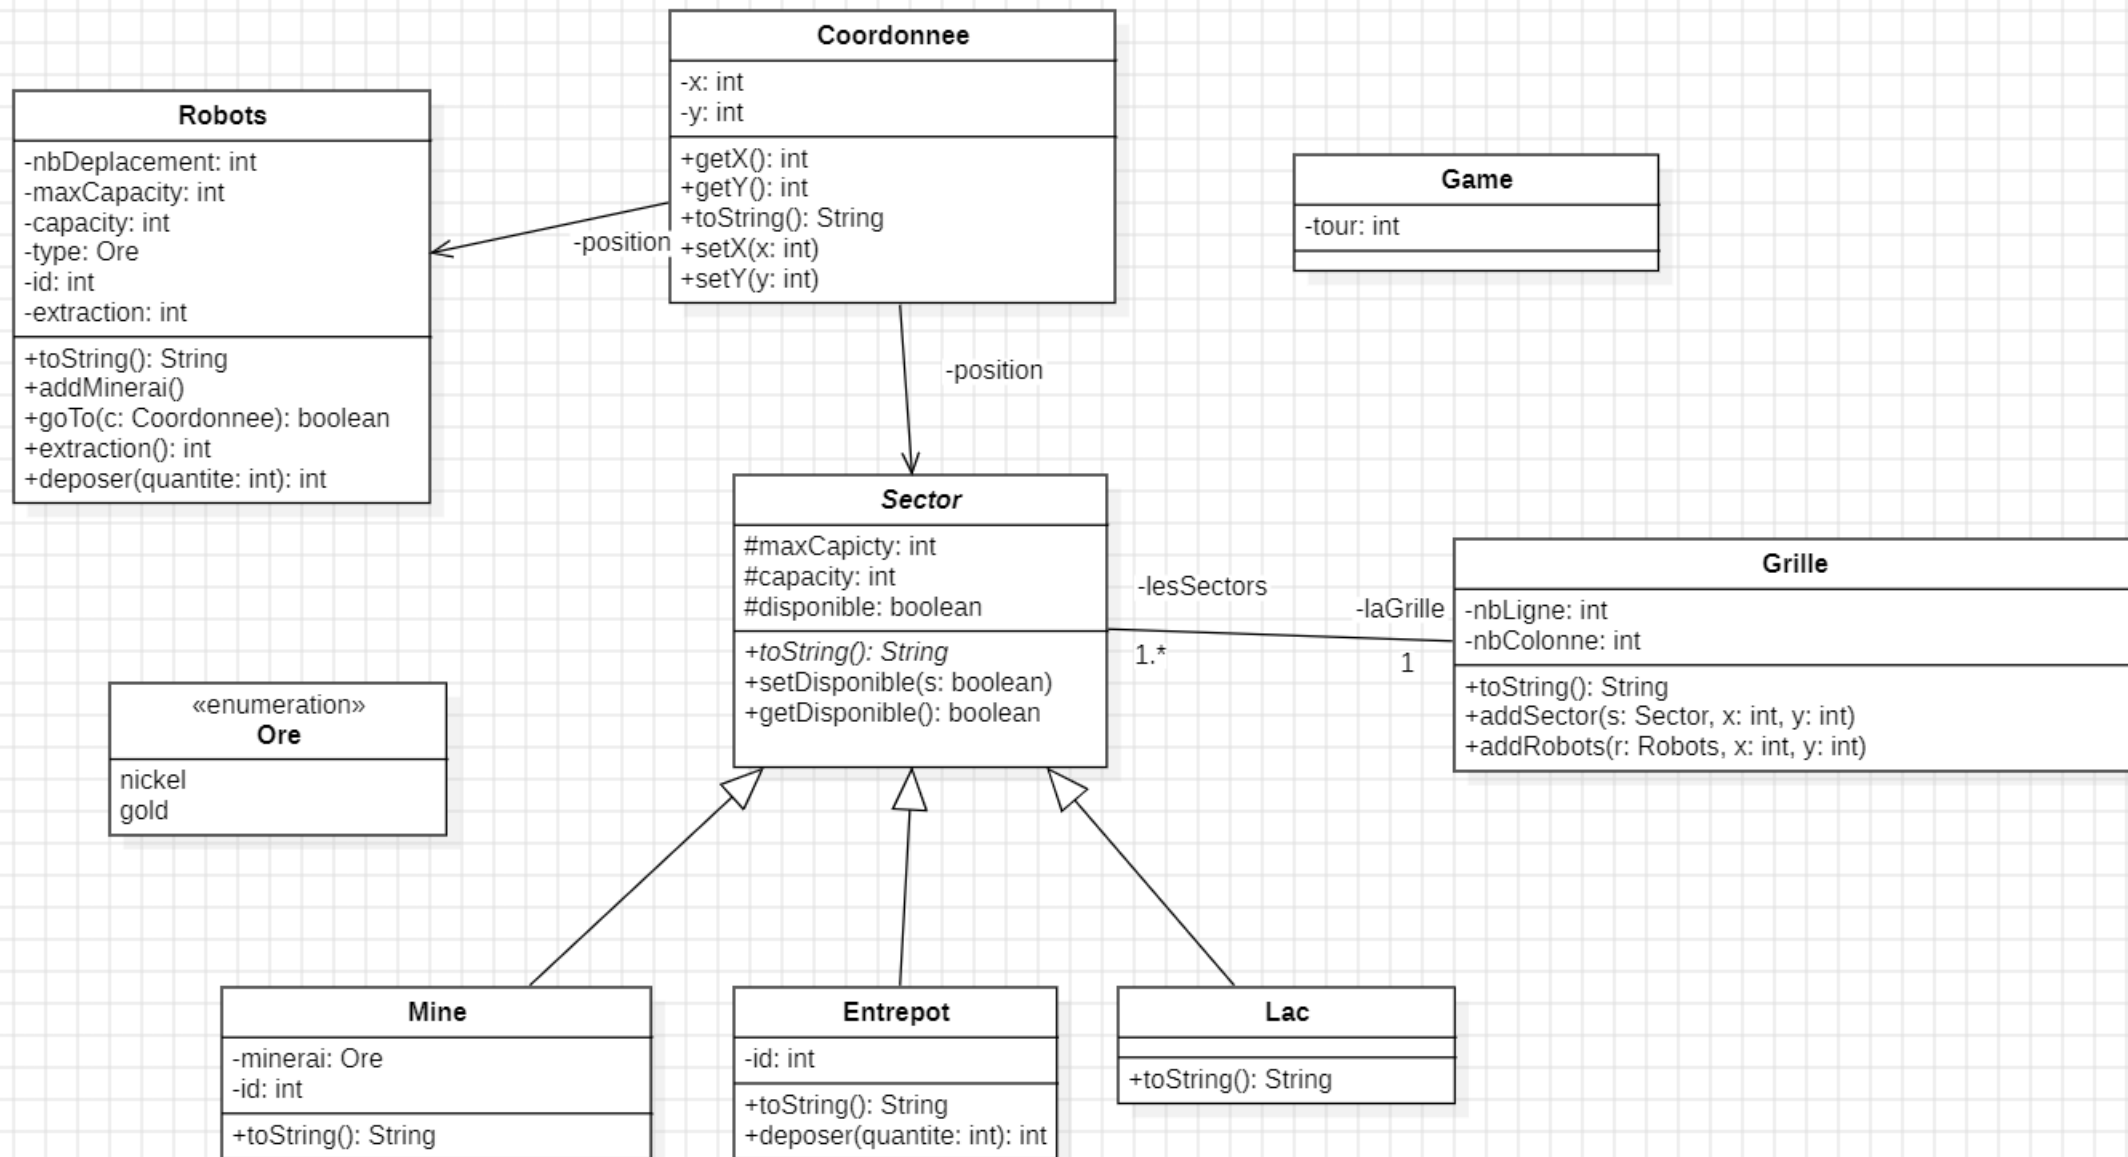 Coordonnee
-x: int
-y: int
+getX(): int
+getY(): int
+toString(): String
+setX(x: int)
+setY(y: int)
Robots
-nbDeplacement: int
-maxCapacity: int
-capacity: int
-type: Ore
-id: int
-extraction: int
+toString(): String
+addMinerai()
+goTo(c: Coordonnee): boolean
+extraction(): int
+deposer(quantite: int): int
-position
Game
-tour: int
-position
Sector
#maxCapicty: int
#capacity: int
#disponible: boolean
+toString(): String
+setDisponible(s: boolean)
+getDisponible(): boolean
-lesSectors
1.*
-laGrille
1
Grille
-nbLigne: int
-nbColonne: int
+toString(): String
+addSector(s: Sector, x: int, y: int)
+addRobots(r: Robots, x: int, y: int)
«enumeration»
Ore
nickel
gold
Mine
-minerai: Ore
-id: int
+toString(): String
Entrepot
-id: int
+toString(): String
+deposer(quantite: int): int
Lac
+toString(): String